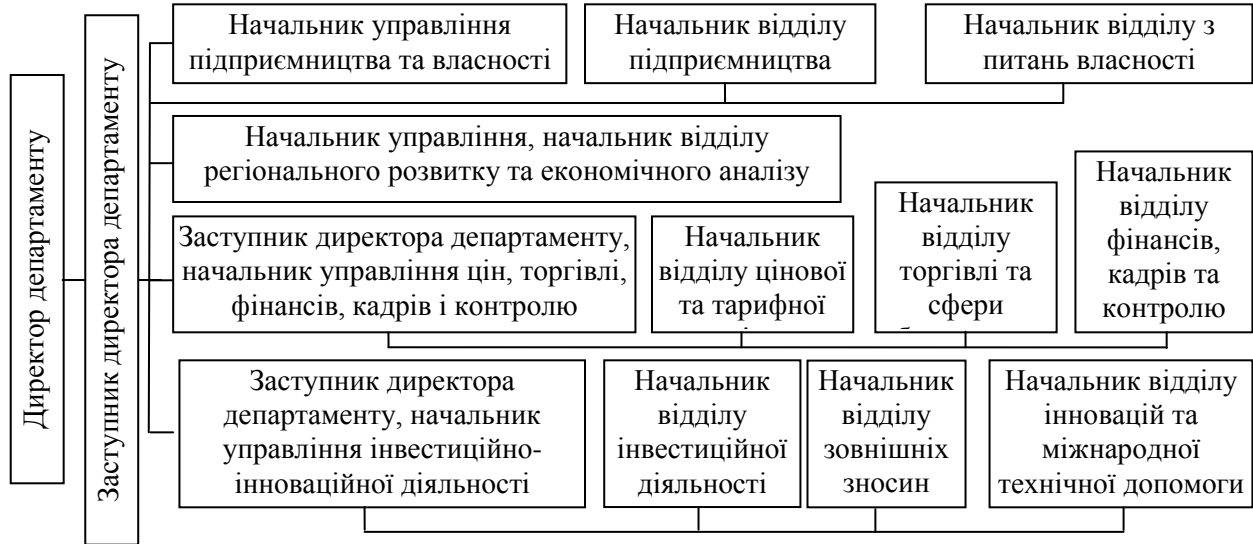 Директор департаменту
Заступник директора департаменту
Начальник управління
підприємництва та власності
Начальник відділу
підприємництва
Начальник відділу з
питань власності
Начальник управління, начальник відділу
регіонального розвитку та економічного аналізу
Заступник директора департаменту,
начальник управління цін, торгівлі,
фінансів, кадрів і контролю
Начальник
відділу цінової
та тарифної
Начальник
відділу
торгівлі та
сфери
Начальник
відділу
фінансів,
кадрів та
контролю
Заступник директора
департаменту, начальник
управління інвестиційно-
інноваційної діяльності
Начальник
відділу
інвестиційної
діяльності
Начальник
відділу
зовнішніх
зносин
Начальник відділу
інновацій та
міжнародної
технічної допомоги